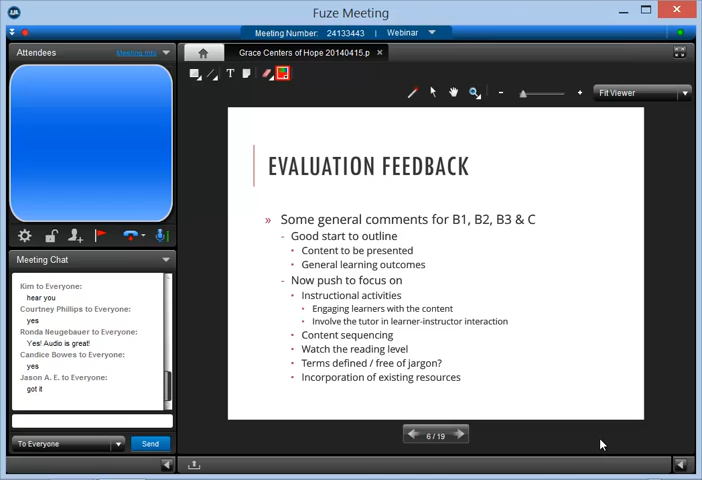 Fuze Meeting
Meeting Number: 24133443 | Webinar
Attendees
Meeting Info
Grace Centers of Hope 20140415.p
T
Fit Viewer
EVALUATION FEEDBACK
» Some general comments for B1, B2, B3 & C
- Good start to outline
• Content to be presented
• General learning outcomes
- Now push to focus on
• Instructional activities
• Engaging learners with the content
• Involve the tutor in learner-instructor interaction
• Content sequencing
• Watch the reading level
• Terms defined / free of jargon?
• Incorporation of existing resources
6 / 19
Meeting Chat
Kim to Everyone:
hear you
Courtney Phillips to Everyone:
yes
Ronda Neugebauer to Everyone:
Yes! Audio is great!
Candice Bowes to Everyone:
yes
Jason A. E. to Everyone:
got it
To Everyone
Send